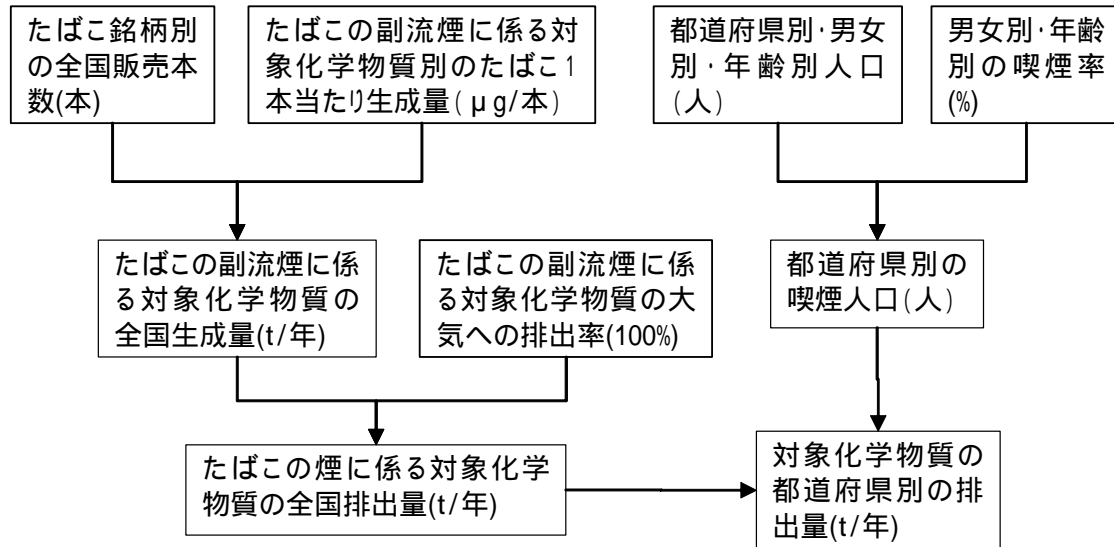 たばこ銘柄別
の全国販売本
数(本)
たばこの副流煙に係る対
象化学物質別のたばこ1
本当たり生成量(μg/本)
都道府県別･男女
別･年齢別人口
(人)
男女別･年齢
別の喫煙率
(%)
たばこの副流煙に係
る対象化学物質の
全国生成量(t/年)
たばこの副流煙に係
る対象化学物質の大
気への排出率(100%)
都道府県別の
喫煙人口(人)
たばこの煙に係る対象化学
物質の全国排出量(t/年)
対象化学物質の
都道府県別の排
出量(t/年)